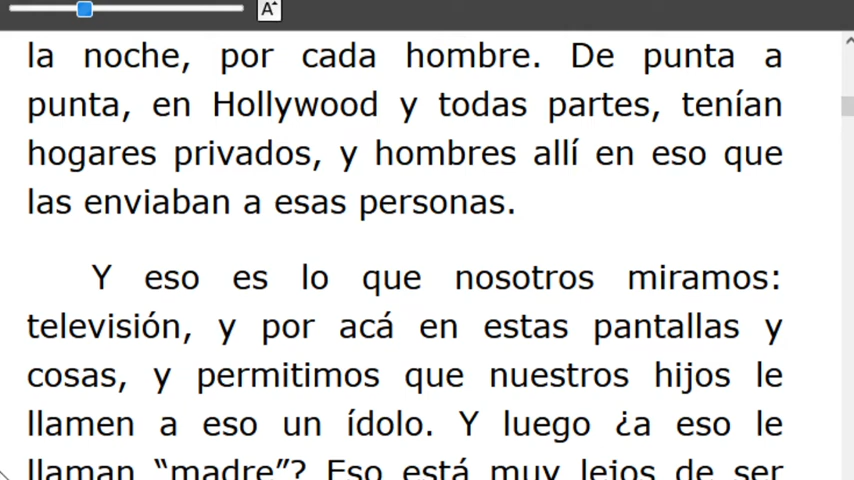 A
la noche, por cada hombre. De punta a
punta, en Hollywood y todas partes, tenían
hogares privados, y hombres allí en eso que
las enviaban a esas personas.
Y eso es lo que nosotros miramos:
televisión, y por acá en estas pantallas y
cosas, y permitimos que nuestros hijos le
llamen a eso un ídolo. Y luego ¿a eso le
llaman “madre”? Eso está muy lejos de ser